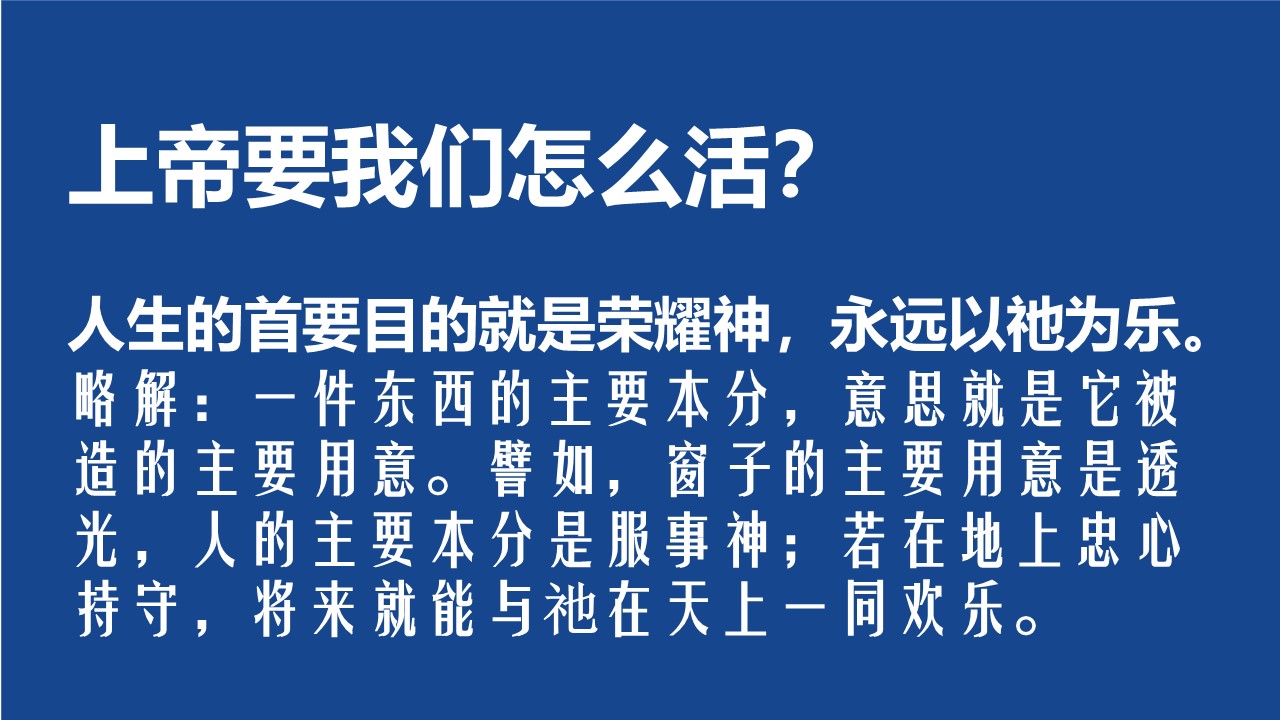 上帝要我们怎么活？
人生的首要目的就是荣耀神，永远以祂为乐。
略解：一件东西的主要本分，意思就是它被
造的主要用意。譬如，窗子的主要用意是透
光，人的主要本分是服事神；若在地上忠心
持守，将来就能与祂在天上一同欢乐。